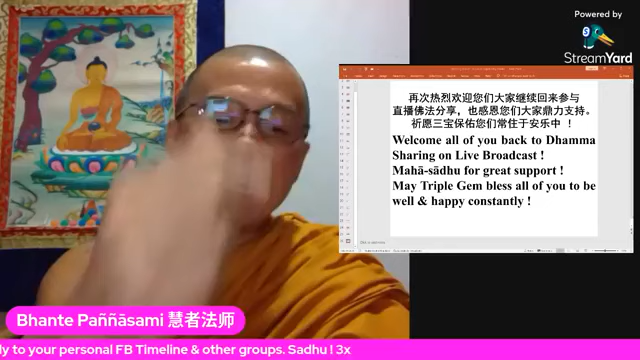 Powered by
StreamYard
再次热烈欢迎您们大家继续回来参与
直播佛法分享，也感恩您们大家鼎力支持。
祈愿三宝保佑您们常住于安乐中 ！
Welcome all of you back to Dhamma
Sharing on Live Broadcast !
Mahā-sādhu for great support !
May Triple Gem bless all of you to be
well & happy constantly !
Bhante Paññāsami 慧者法师
to your personal FB Timeline & other groups. Sadhu ! 3x